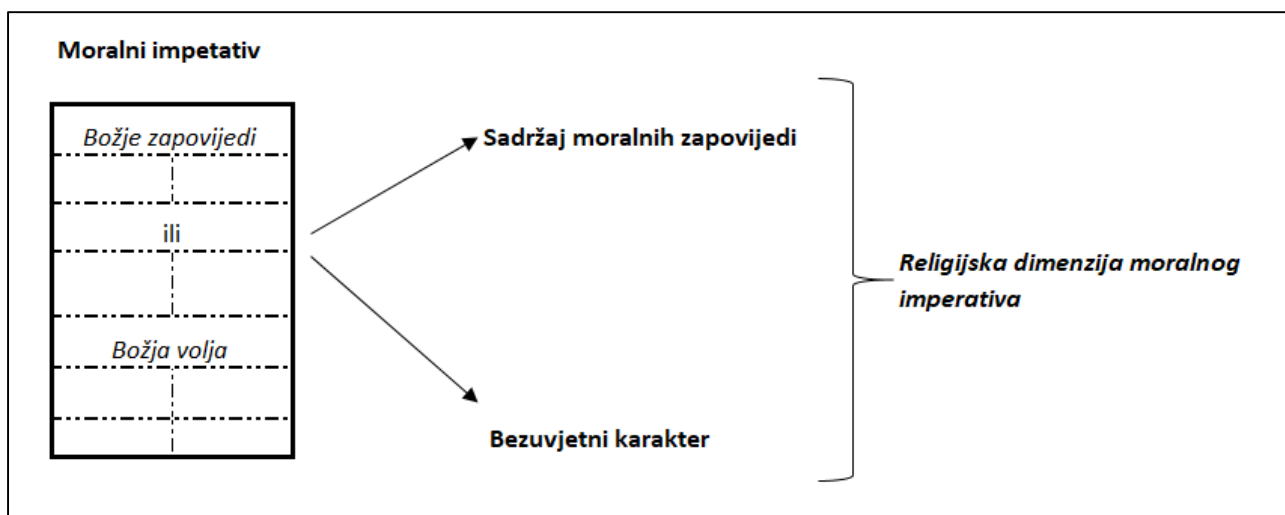 Moralni impetativ
Božje zapovijedi
ili
Božja volja
Sadržaj moralnih zapovijedi
Bezuvjetni karakter
Religijska dimenzija moralnog
imperativa